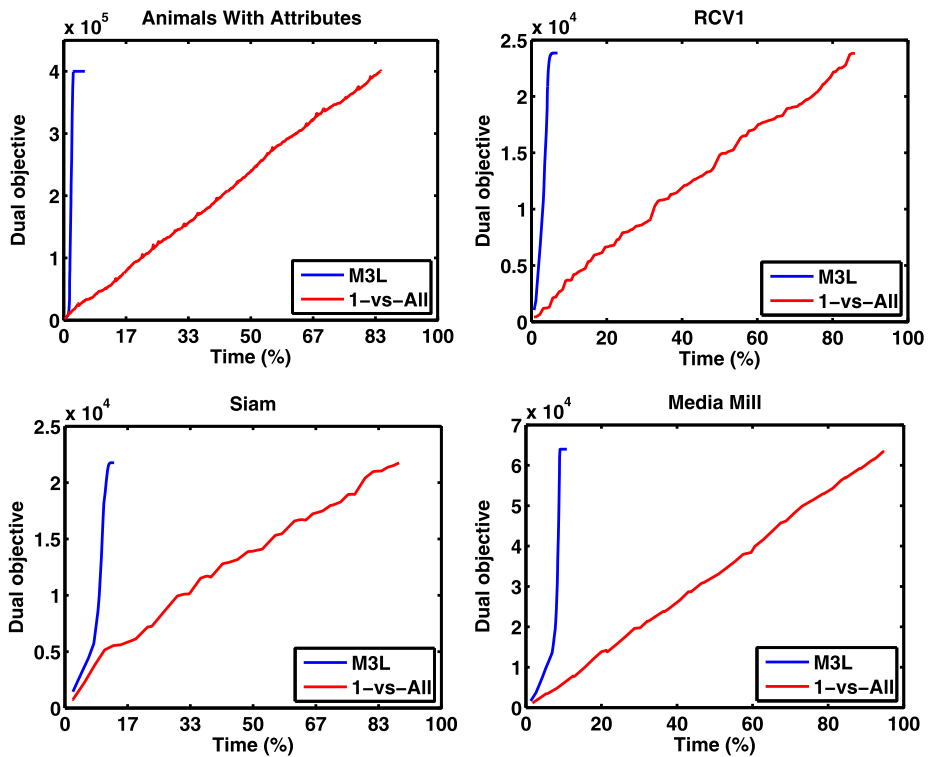 Animals With Attributes
x 10^5
4
3
2
1
0
0 17 33 50 67 83 100
Dual objective
Time (%)
M3L
1-vs-All
RCV1
x 10^4
2.5
2
1.5
1
0.5
0
0 20 40 60 80 100
Dual objective
Time (%)
M3L
1-vs-All
Siam
x 10^4
2.5
2
1.5
1
0.5
0
0 17 33 50 67 83 100
Dual objective
Time (%)
M3L
1-vs-All
Media Mill
x 10^4
7
6
5
4
3
2
1
0
0 20 40 60 80 100
Dual objective
Time (%)
M3L
1-vs-All